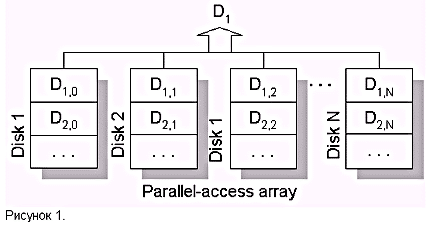 D1
Disk 1 D1,0 D2,0 ...
Disk 2 D1,1 D2,1 ...
Disk 1 D1,2 D2,2 ...
...
Disk N D1,N D2,N ...
Parallel-access array
Рисунок 1.